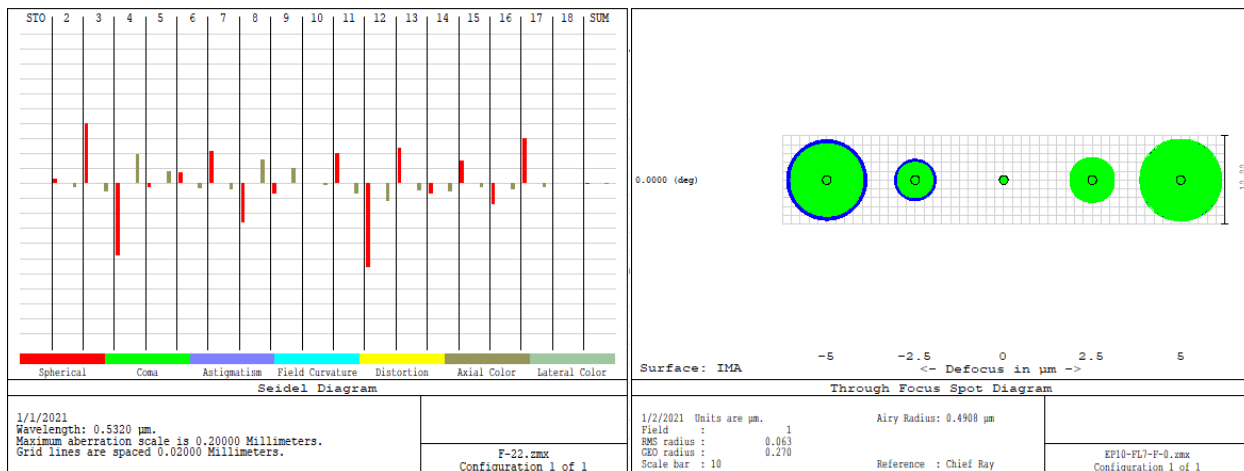 STO 2 3 4 5 6 7 8 9 10 11 12 13 14 15 16 17 18 SUM
Spherical Coma Astigmatism Field Curvature Distortion Axial Color Lateral Color
Seidel Diagram
1/1/2021
Wavelength: 0.5320 µm.
Maximum aberration scale is 0.20000 Millimeters.
Grid lines are spaced 0.02000 Millimeters.
F-22.zmx
Configuration 1 of 1
0.0000 (deg)
10.00
-5 -2.5 0 2.5 5
Surface: IMA <- Defocus in µm ->
Through Focus Spot Diagram
1/2/2021 Units are µm. Airy Radius: 0.4908 µm
Field : 1
RMS radius : 0.063
GEO radius : 0.270
Scale bar : 10 Reference : Chief Ray
EP10-FL7-F-0.zmx
Configuration 1 of 1